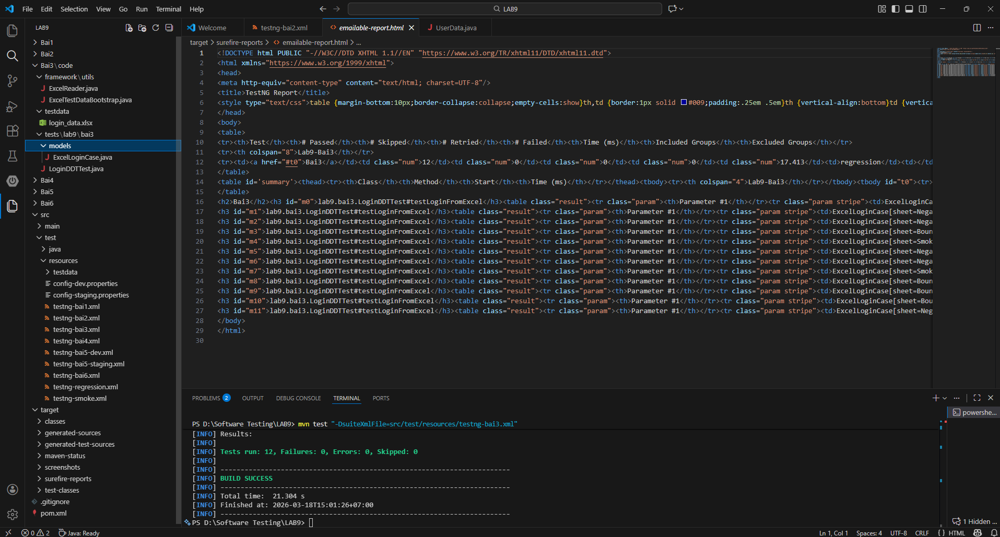 File Edit Selection View Go Run Terminal Help
LAB9
LAB9
Bai1
Bai2
Bai3\code
framework\utils
ExcelReader.java
ExcelTestDataBootstrap.java
testdata
login_data.xlsx
tests\lab9\bai3
models
ExcelLoginCase.java
LoginDDTTest.java
Bai4
Bai5
Bai6
src
main
test
java
resources
testdata
config-dev.properties
config-staging.properties
testng-bai1.xml
testng-bai2.xml
testng-bai3.xml
testng-bai4.xml
testng-bai5-dev.xml
testng-bai5-staging.xml
testng-bai6.xml
testng-regression.xml
testng-smoke.xml
target
classes
generated-sources
generated-test-sources
maven-status
screenshots
surefire-reports
test-classes
.gitignore
pom.xml
Welcome testng-bai2.xml emailable-report.html UserData.java
target > surefire-reports > emailable-report.html > ...
1 <!DOCTYPE html PUBLIC "-//W3C//DTD XHTML 1.1//EN" "https://www.w3.org/TR/xhtml11/DTD/xhtml11.dtd">
2 <html xmlns="https://www.w3.org/1999/xhtml">
3 <head>
4 <meta http-equiv="content-type" content="text/html; charset=UTF-8"/>
5 <title>TestNG Report</title>
6 <style type="text/css">table {margin-bottom:10px;border-collapse:collapse;empty-cells:show}th,td {border:1px solid #009;padding:.25em .5em}th {vertical-align:bottom}td {vertica
7 </head>
8 <body>
9 <table>
10 <tr><th>Test</th><th># Passed</th><th># Skipped</th><th># Retried</th><th># Failed</th><th>Time (ms)</th><th>Included Groups</th><th>Excluded Groups</th></tr>
11 <tr><th colspan="8">Lab9-Bai3</th></tr>
12 <tr><td><a href="#t0">Bai3</a></td><td class="num">12</td><td class="num">0</td><td class="num">0</td><td class="num">0</td><td class="num">17.413</td><td>regression</td><td></td
13 </table>
14 <table id='summary'><thead><tr><th>Class</th><th>Method</th><th>Start</th><th>Time (ms)</th></tr></thead><tbody><tr><th colspan="4">Lab9-Bai3</th></tr></tbody><tbody id="t0"><tr>
15 </table>
16 <h2>Bai3</h2><h3 id="m0">lab9.bai3.LoginDDTTest#testLoginFromExcel</h3><table class="result"><tr class="param"><th>Parameter #1</th></tr><tr class="param stripe"><td>ExcelLoginCa
17 <h3 id="m1">lab9.bai3.LoginDDTTest#testLoginFromExcel</h3><table class="result"><tr class="param"><th>Parameter #1</th></tr><tr class="param stripe"><td>ExcelLoginCase[sheet=Nega
18 <h3 id="m2">lab9.bai3.LoginDDTTest#testLoginFromExcel</h3><table class="result"><tr class="param"><th>Parameter #1</th></tr><tr class="param stripe"><td>ExcelLoginCase[sheet=Nega
19 <h3 id="m3">lab9.bai3.LoginDDTTest#testLoginFromExcel</h3><table class="result"><tr class="param"><th>Parameter #1</th></tr><tr class="param stripe"><td>ExcelLoginCase[sheet=Boun
20 <h3 id="m4">lab9.bai3.LoginDDTTest#testLoginFromExcel</h3><table class="result"><tr class="param"><th>Parameter #1</th></tr><tr class="param stripe"><td>ExcelLoginCase[sheet=Smok
21 <h3 id="m5">lab9.bai3.LoginDDTTest#testLoginFromExcel</h3><table class="result"><tr class="param"><th>Parameter #1</th></tr><tr class="param stripe"><td>ExcelLoginCase[sheet=Nega
22 <h3 id="m6">lab9.bai3.LoginDDTTest#testLoginFromExcel</h3><table class="result"><tr class="param"><th>Parameter #1</th></tr><tr class="param stripe"><td>ExcelLoginCase[sheet=Nega
23 <h3 id="m7">lab9.bai3.LoginDDTTest#testLoginFromExcel</h3><table class="result"><tr class="param"><th>Parameter #1</th></tr><tr class="param stripe"><td>ExcelLoginCase[sheet=Smok
24 <h3 id="m8">lab9.bai3.LoginDDTTest#testLoginFromExcel</h3><table class="result"><tr class="param"><th>Parameter #1</th></tr><tr class="param stripe"><td>ExcelLoginCase[sheet=Boun
25 <h3 id="m9">lab9.bai3.LoginDDTTest#testLoginFromExcel</h3><table class="result"><tr class="param"><th>Parameter #1</th></tr><tr class="param stripe"><td>ExcelLoginCase[sheet=Boun
26 <h3 id="m10">lab9.bai3.LoginDDTTest#testLoginFromExcel</h3><table class="result"><tr class="param"><th>Parameter #1</th></tr><tr class="param stripe"><td>ExcelLoginCase[sheet=Bou
27 <h3 id="m11">lab9.bai3.LoginDDTTest#testLoginFromExcel</h3><table class="result"><tr class="param"><th>Parameter #1</th></tr><tr class="param stripe"><td>ExcelLoginCase[sheet=Neg
28 </body>
29 </html>
30
PROBLEMS 2 OUTPUT DEBUG CONSOLE TERMINAL PORTS
powershe...
PS D:\Software Testing\LAB9> mvn test "-DsuiteXmlFile=src/test/resources/testng-bai3.xml"
[INFO] Results:
[INFO]
[INFO] Tests run: 12, Failures: 0, Errors: 0, Skipped: 0
[INFO]
[INFO] ------------------------------------------------------------------------
[INFO] BUILD SUCCESS
[INFO] ------------------------------------------------------------------------
[INFO] Total time:  21.304 s
[INFO] Finished at: 2026-03-18T15:01:26+07:00
[INFO] ------------------------------------------------------------------------
PS D:\Software Testing\LAB9>
1 Hidden ...
0 2 Java: Ready Ln 1, Col 1 Spaces: 4 UTF-8 CRLF {} HTML